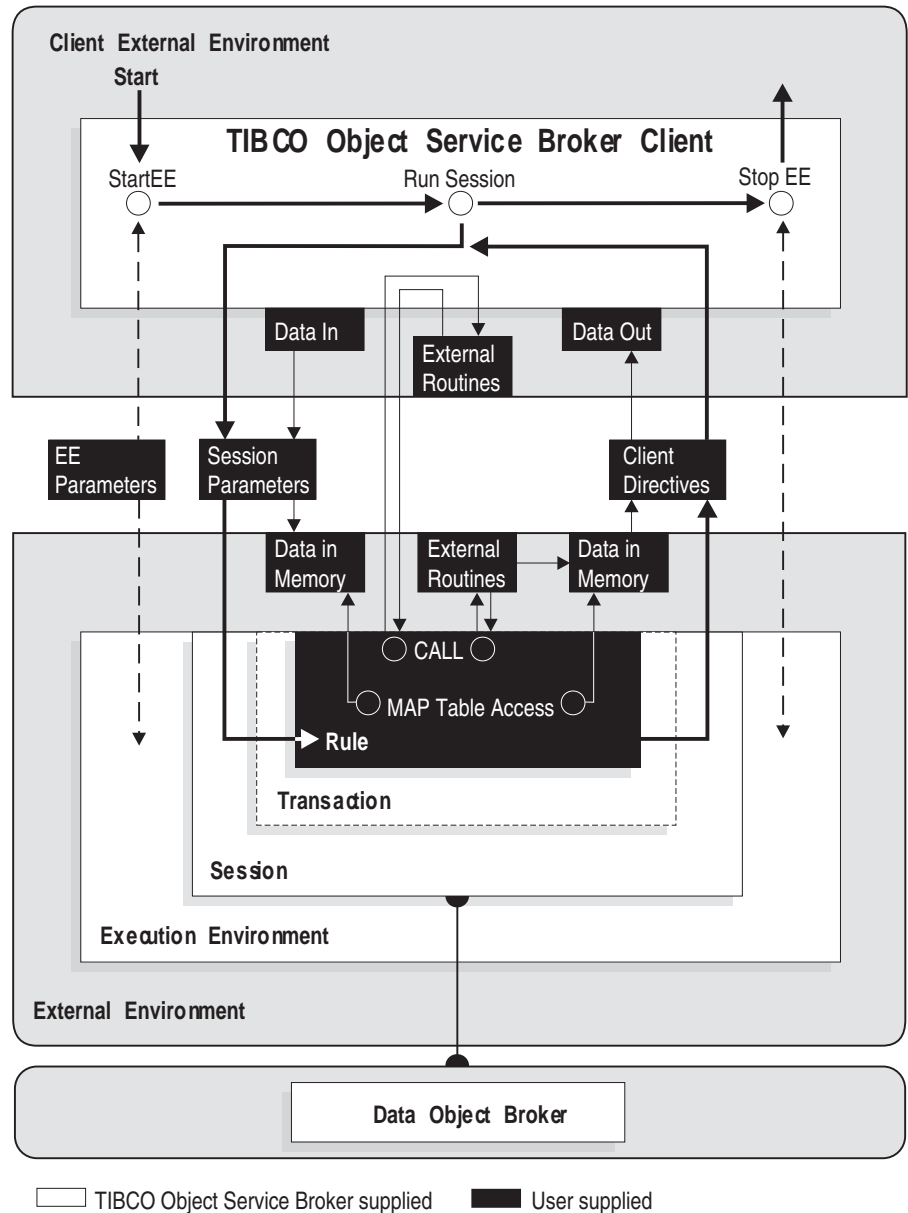 Client External Environment
Start
TIBCO Object Service Broker Client
StartEE
Run Session
Stop EE
Data In
External
Routines
Data Out
EE
Parameters
Session
Parameters
Client
Directives
Data in
Memory
External
Routines
Data in
Memory
CALL
MAP Table Access
Rule
Transaction
Session
Execution Environment
External Environment
Data Object Broker
TIBCO Object Service Broker supplied
User supplied